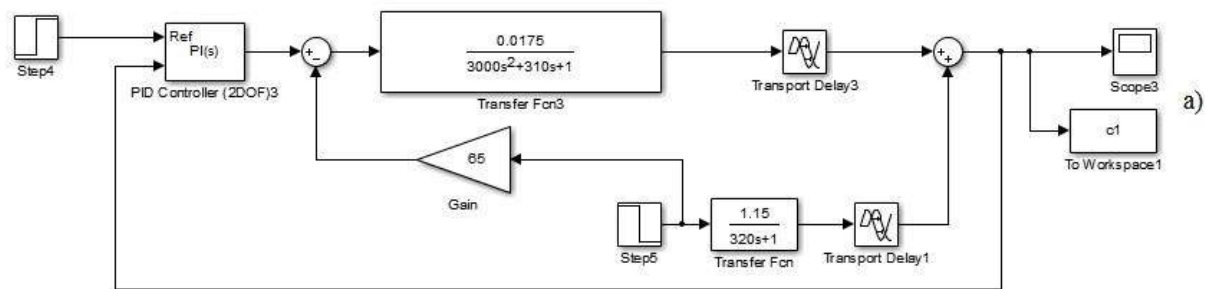 Ref
PI(s)
Step4
PID Controller (2DOF)3
+
−
0.0175
3000s²+310s+1
Transfer Fcn3
Transport Delay3
+
+
Scope3
a)
c1
To Workspace1
65
Gain
Step5
1.15
320s+1
Transfer Fcn
Transport Delay1